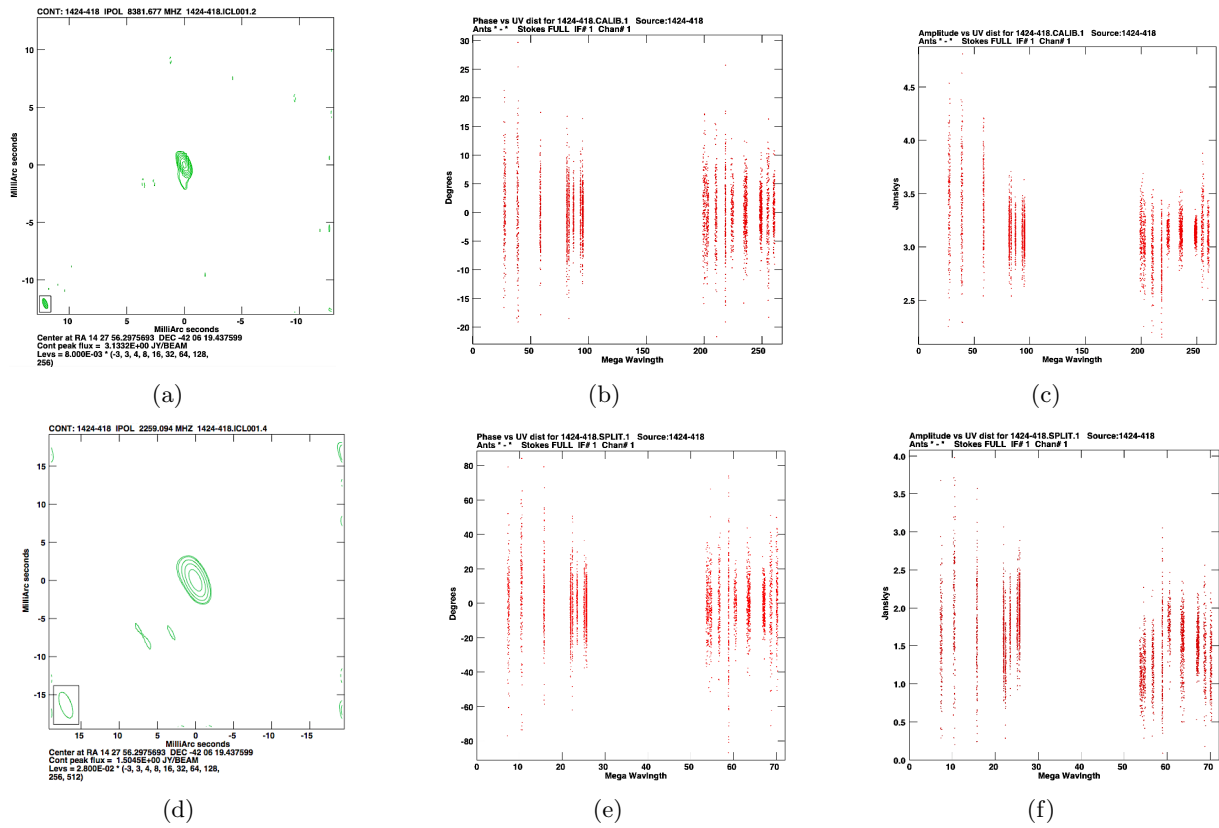 CONT: 1424-418 IPOL 8381.677 MHZ 1424-418.ICL001.2
10
5
0
-5
-10
MilliArc seconds
10 5 0 -5 -10
MilliArc seconds
Center at RA 14 27 56.2975693 DEC -42 06 19.437599
Cont peak flux = 3.1332E+00 JY/BEAM
Levs = 8.000E-03 * (-3, 3, 4, 8, 16, 32, 64, 128,
256)
(a)
Phase vs UV dist for 1424-418.CALIB.1 Source:1424-418
Ants * - * Stokes FULL IF# 1 Chan# 1
30
25
20
15
10
5
0
-5
-10
-15
-20
Degrees
0 50 100 150 200 250
Mega Wavlngth
(b)
Amplitude vs UV dist for 1424-418.CALIB.1 Source:1424-418
Ants * - * Stokes FULL IF# 1 Chan# 1
4.5
4.0
3.5
3.0
2.5
Janskys
0 50 100 150 200 250
Mega Wavlngth
(c)
CONT: 1424-418 IPOL 2259.094 MHZ 1424-418.ICL001.4
15
10
5
0
-5
-10
-15
MilliArc seconds
15 10 5 0 -5 -10 -15
MilliArc seconds
Center at RA 14 27 56.2975693 DEC -42 06 19.437599
Cont peak flux = 1.5045E+00 JY/BEAM
Levs = 2.800E-02 * (-3, 3, 4, 8, 16, 32, 64, 128,
256, 512)
(d)
Phase vs UV dist for 1424-418.SPLIT.1 Source:1424-418
Ants * - * Stokes FULL IF# 1 Chan# 1
80
60
40
20
0
-20
-40
-60
-80
Degrees
0 10 20 30 40 50 60 70
Mega Wavlngth
(e)
Amplitude vs UV dist for 1424-418.SPLIT.1 Source:1424-418
Ants * - * Stokes FULL IF# 1 Chan# 1
4.0
3.5
3.0
2.5
2.0
1.5
1.0
0.5
0.0
Janskys
0 10 20 30 40 50 60 70
Mega Wavlngth
(f)